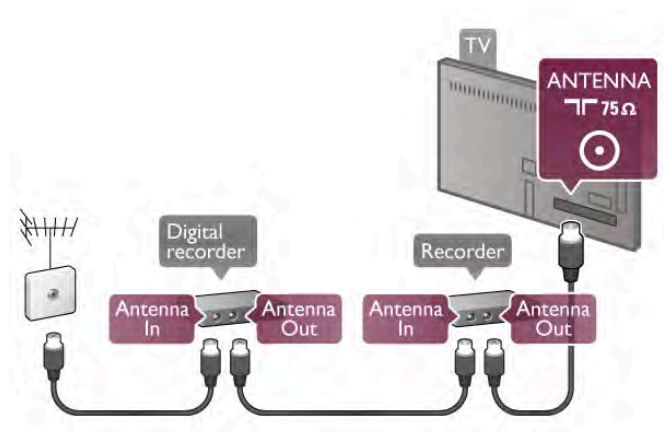 TV
ANTENNA
75Ω
Digital
recorder
Recorder
Antenna
In
Antenna
Out
Antenna
In
Antenna
Out